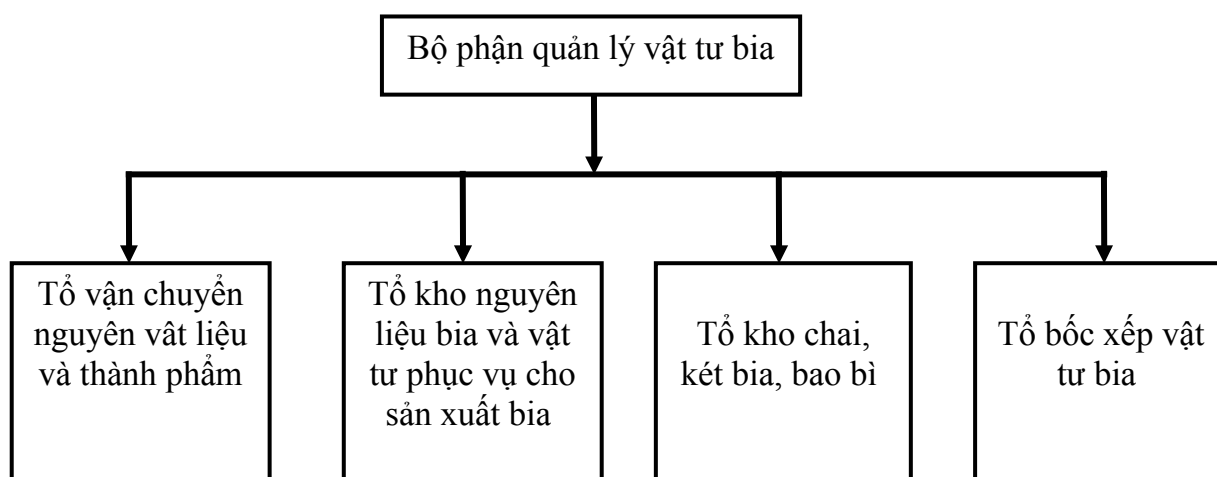 Bộ phận quản lý vật tư bia
Tổ vận chuyển
nguyên vât liệu
và thành phẩm
Tổ kho nguyên
liệu bia và vật
tư phục vụ cho
sản xuất bia
Tổ kho chai,
két bia, bao bì
Tổ bốc xếp vật
tư bia